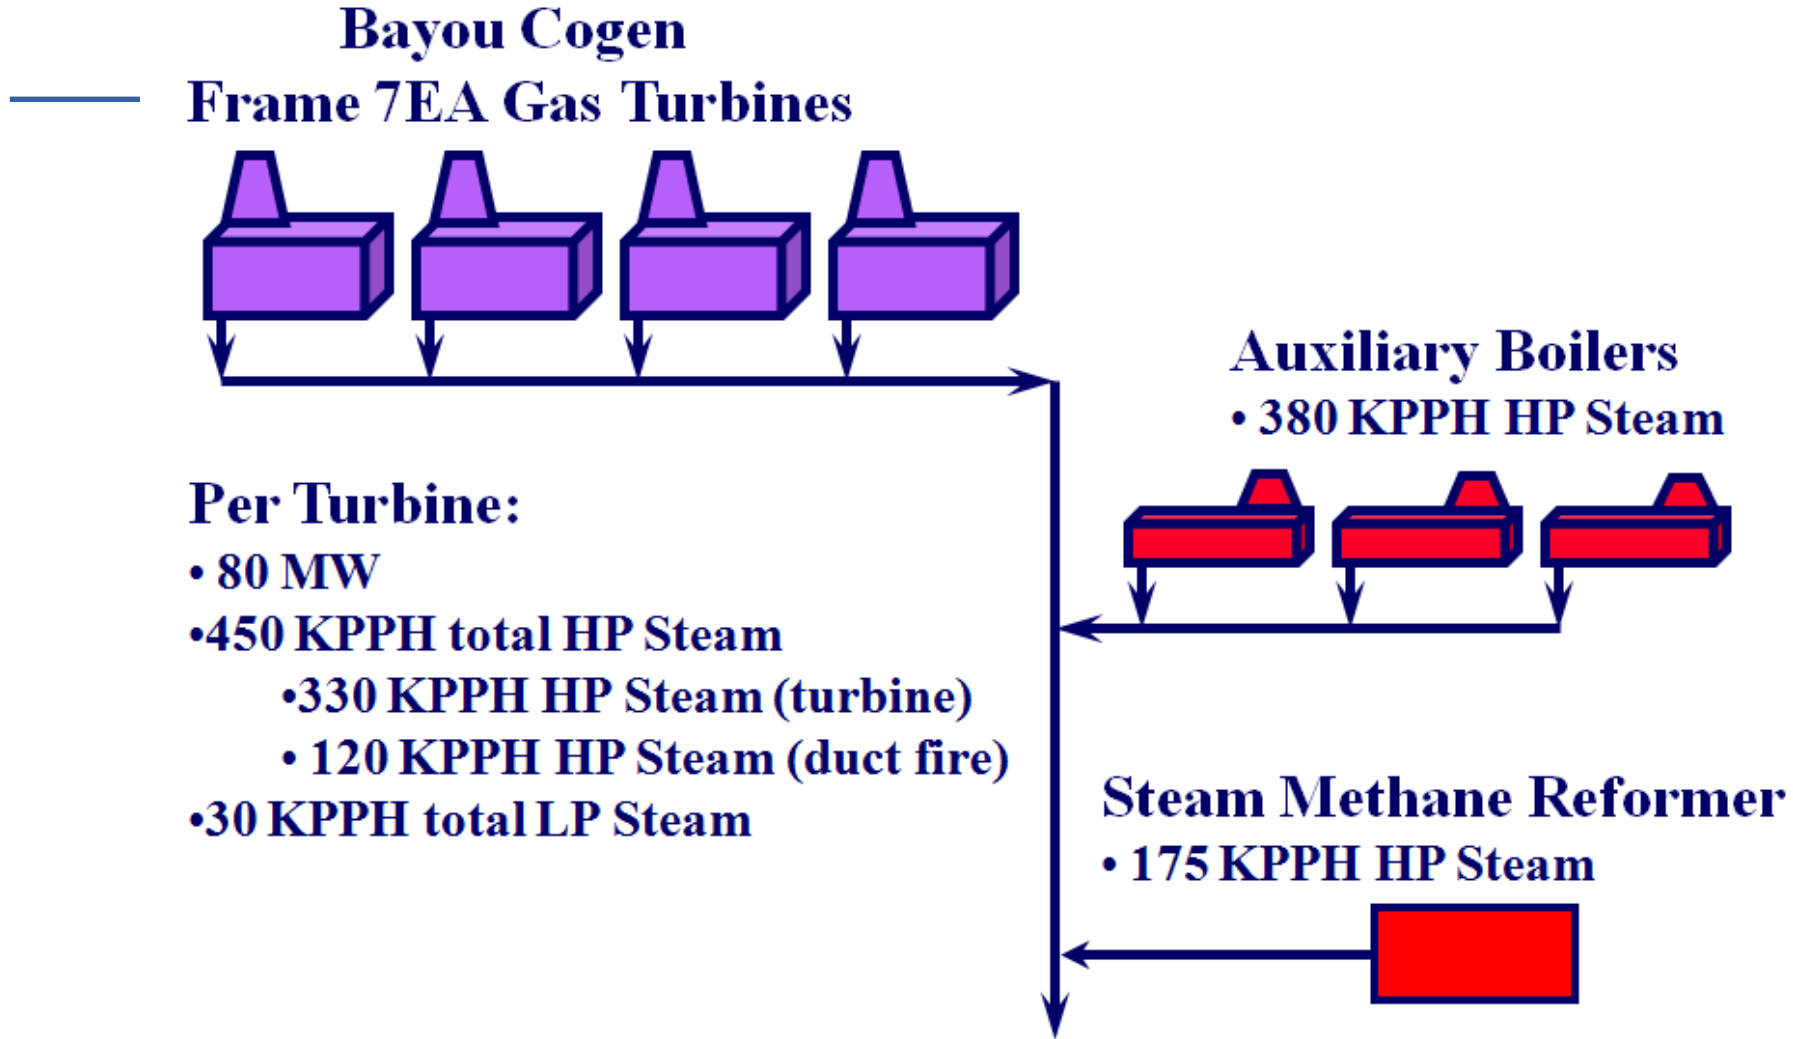 Bayou Cogen
Frame 7EA Gas Turbines
Auxiliary Boilers
• 380 KPPH HP Steam
Per Turbine:
• 80 MW
•450 KPPH total HP Steam
•330 KPPH HP Steam (turbine)
• 120 KPPH HP Steam (duct fire)
•30 KPPH total LP Steam
Steam Methane Reformer
• 175 KPPH HP Steam